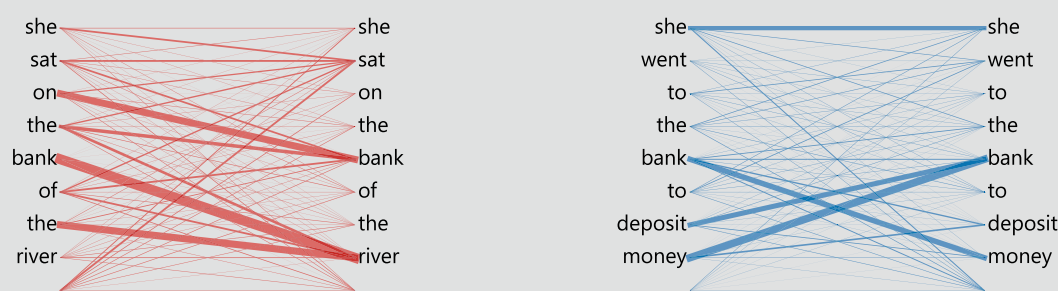 she she
sat sat
on on
the the
bank bank
of of
the the
river river
she she
went went
to to
the the
bank bank
to to
deposit deposit
money money